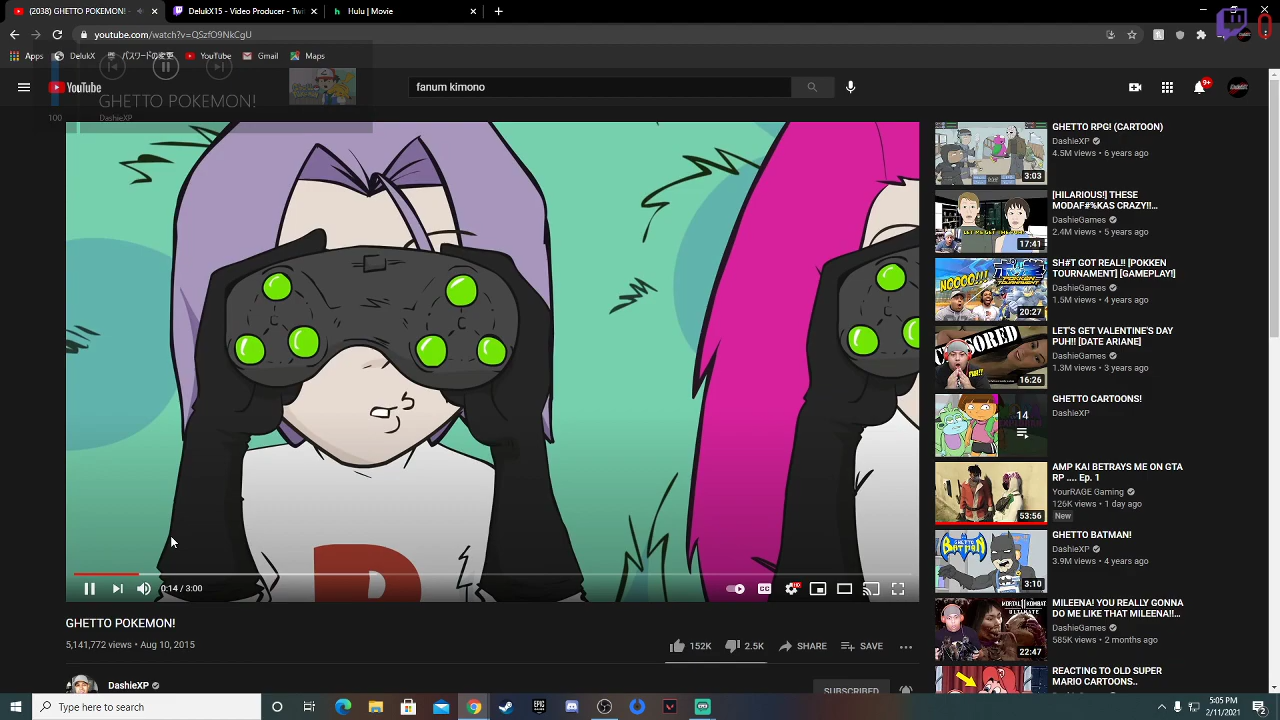 (2038) GHETTO POKEMON!
DelukX15 - Video Producer - Twi
Hulu | Movie
youtube.com/watch?v=QSzfO9NkCgU
Apps
DelukX
パスワードの変更
YouTube
Gmail
Maps
GHETTO POKEMON!
100
DashieXP
YouTube
fanum kimono
9+
0:14 / 3:00
CC
HD
GHETTO POKEMON!
5,141,772 views • Aug 10, 2015
152K
2.5K
SHARE
SAVE
DashieXP
SUBSCRIBED
GHETTO RPG! (CARTOON)
DashieXP
4.5M views • 6 years ago
3:03
[HILARIOUS!! THESE
MODAF#%KAS CRAZY!!...
DashieGames
2.4M views • 5 years ago
17:41
SH#T GOT REAL!! [POKKEN
TOURNAMENT] [GAMEPLAY!]
DashieGames
1.5M views • 4 years ago
NOOOO!!
20:27
LET'S GET VALENTINE'S DAY
PUH!! [DATE ARIANE]
DashieGames
1.3M views • 3 years ago
16:26
GHETTO CARTOONS!
DashieXP
14
AMP KAI BETRAYS ME ON GTA
RP .... Ep. 1
YourRAGE Gaming
126K views • 1 day ago
New
53:56
GHETTO BATMAN!
DashieXP
3.9M views • 4 years ago
3:10
MILEENA! YOU REALLY GONNA
DO ME LIKE THAT MILEENA!!...
DashieGames
585K views • 2 months ago
22:47
REACTING TO OLD SUPER
MARIO CARTOONS...
DashieGames
Type here to search
5:05 PM
2/11/2021
2